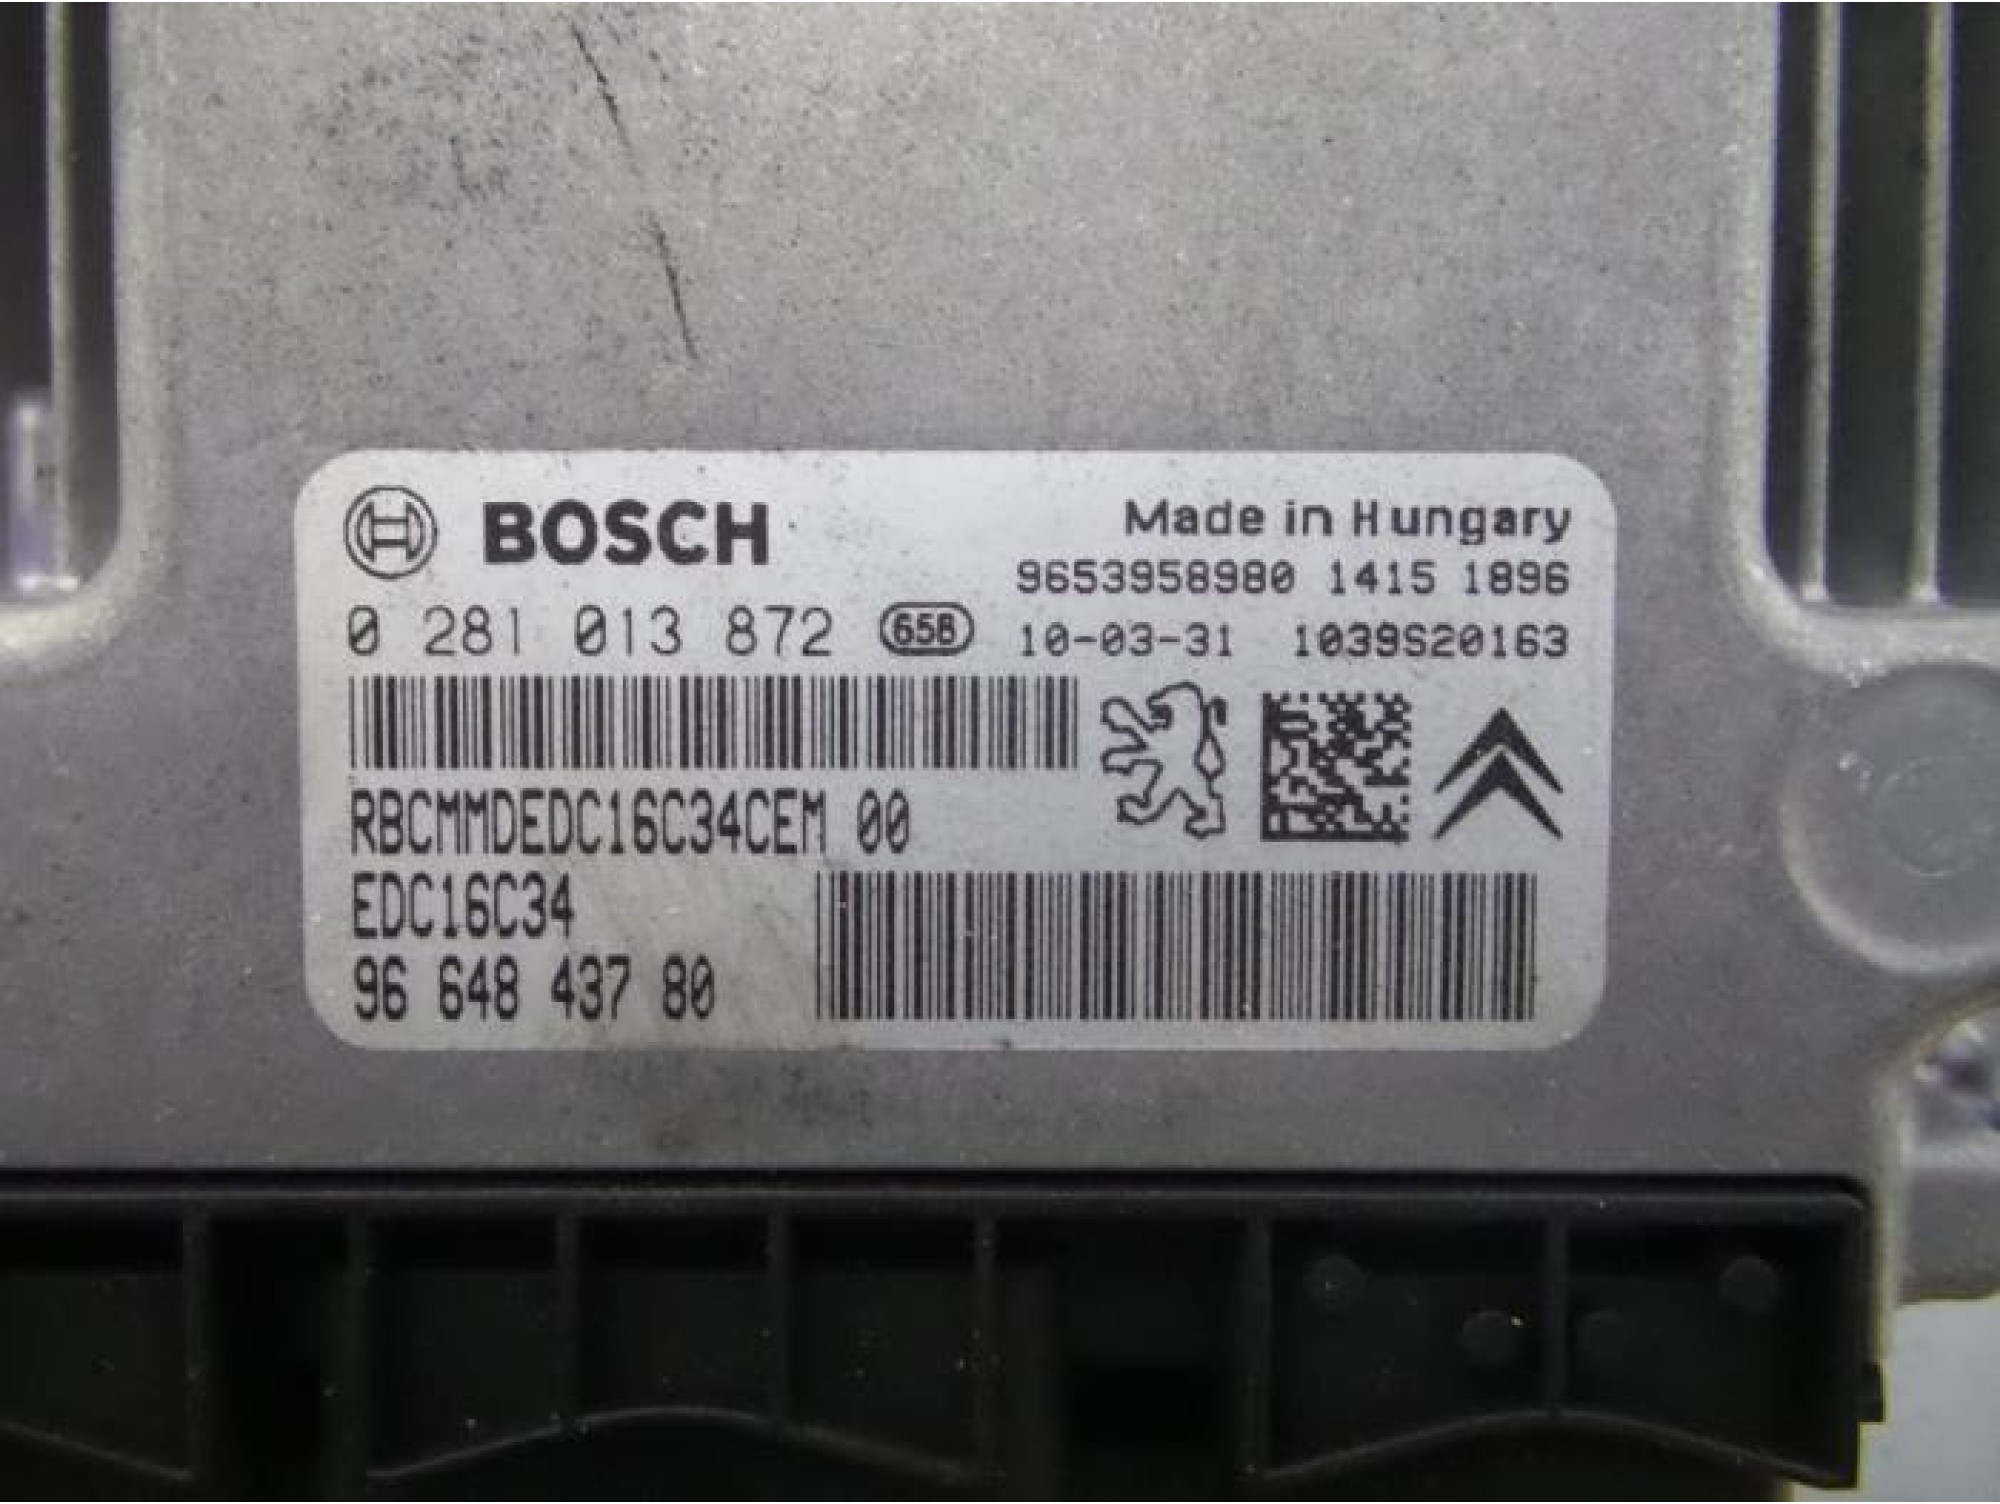 BOSCH
Made in Hungary
9653958980 1415 1896
0 281 013 872 658 10-03-31 1039S20163
RBCMMDEDC16C34CEM 00
EDC16C34
96 648 437 80